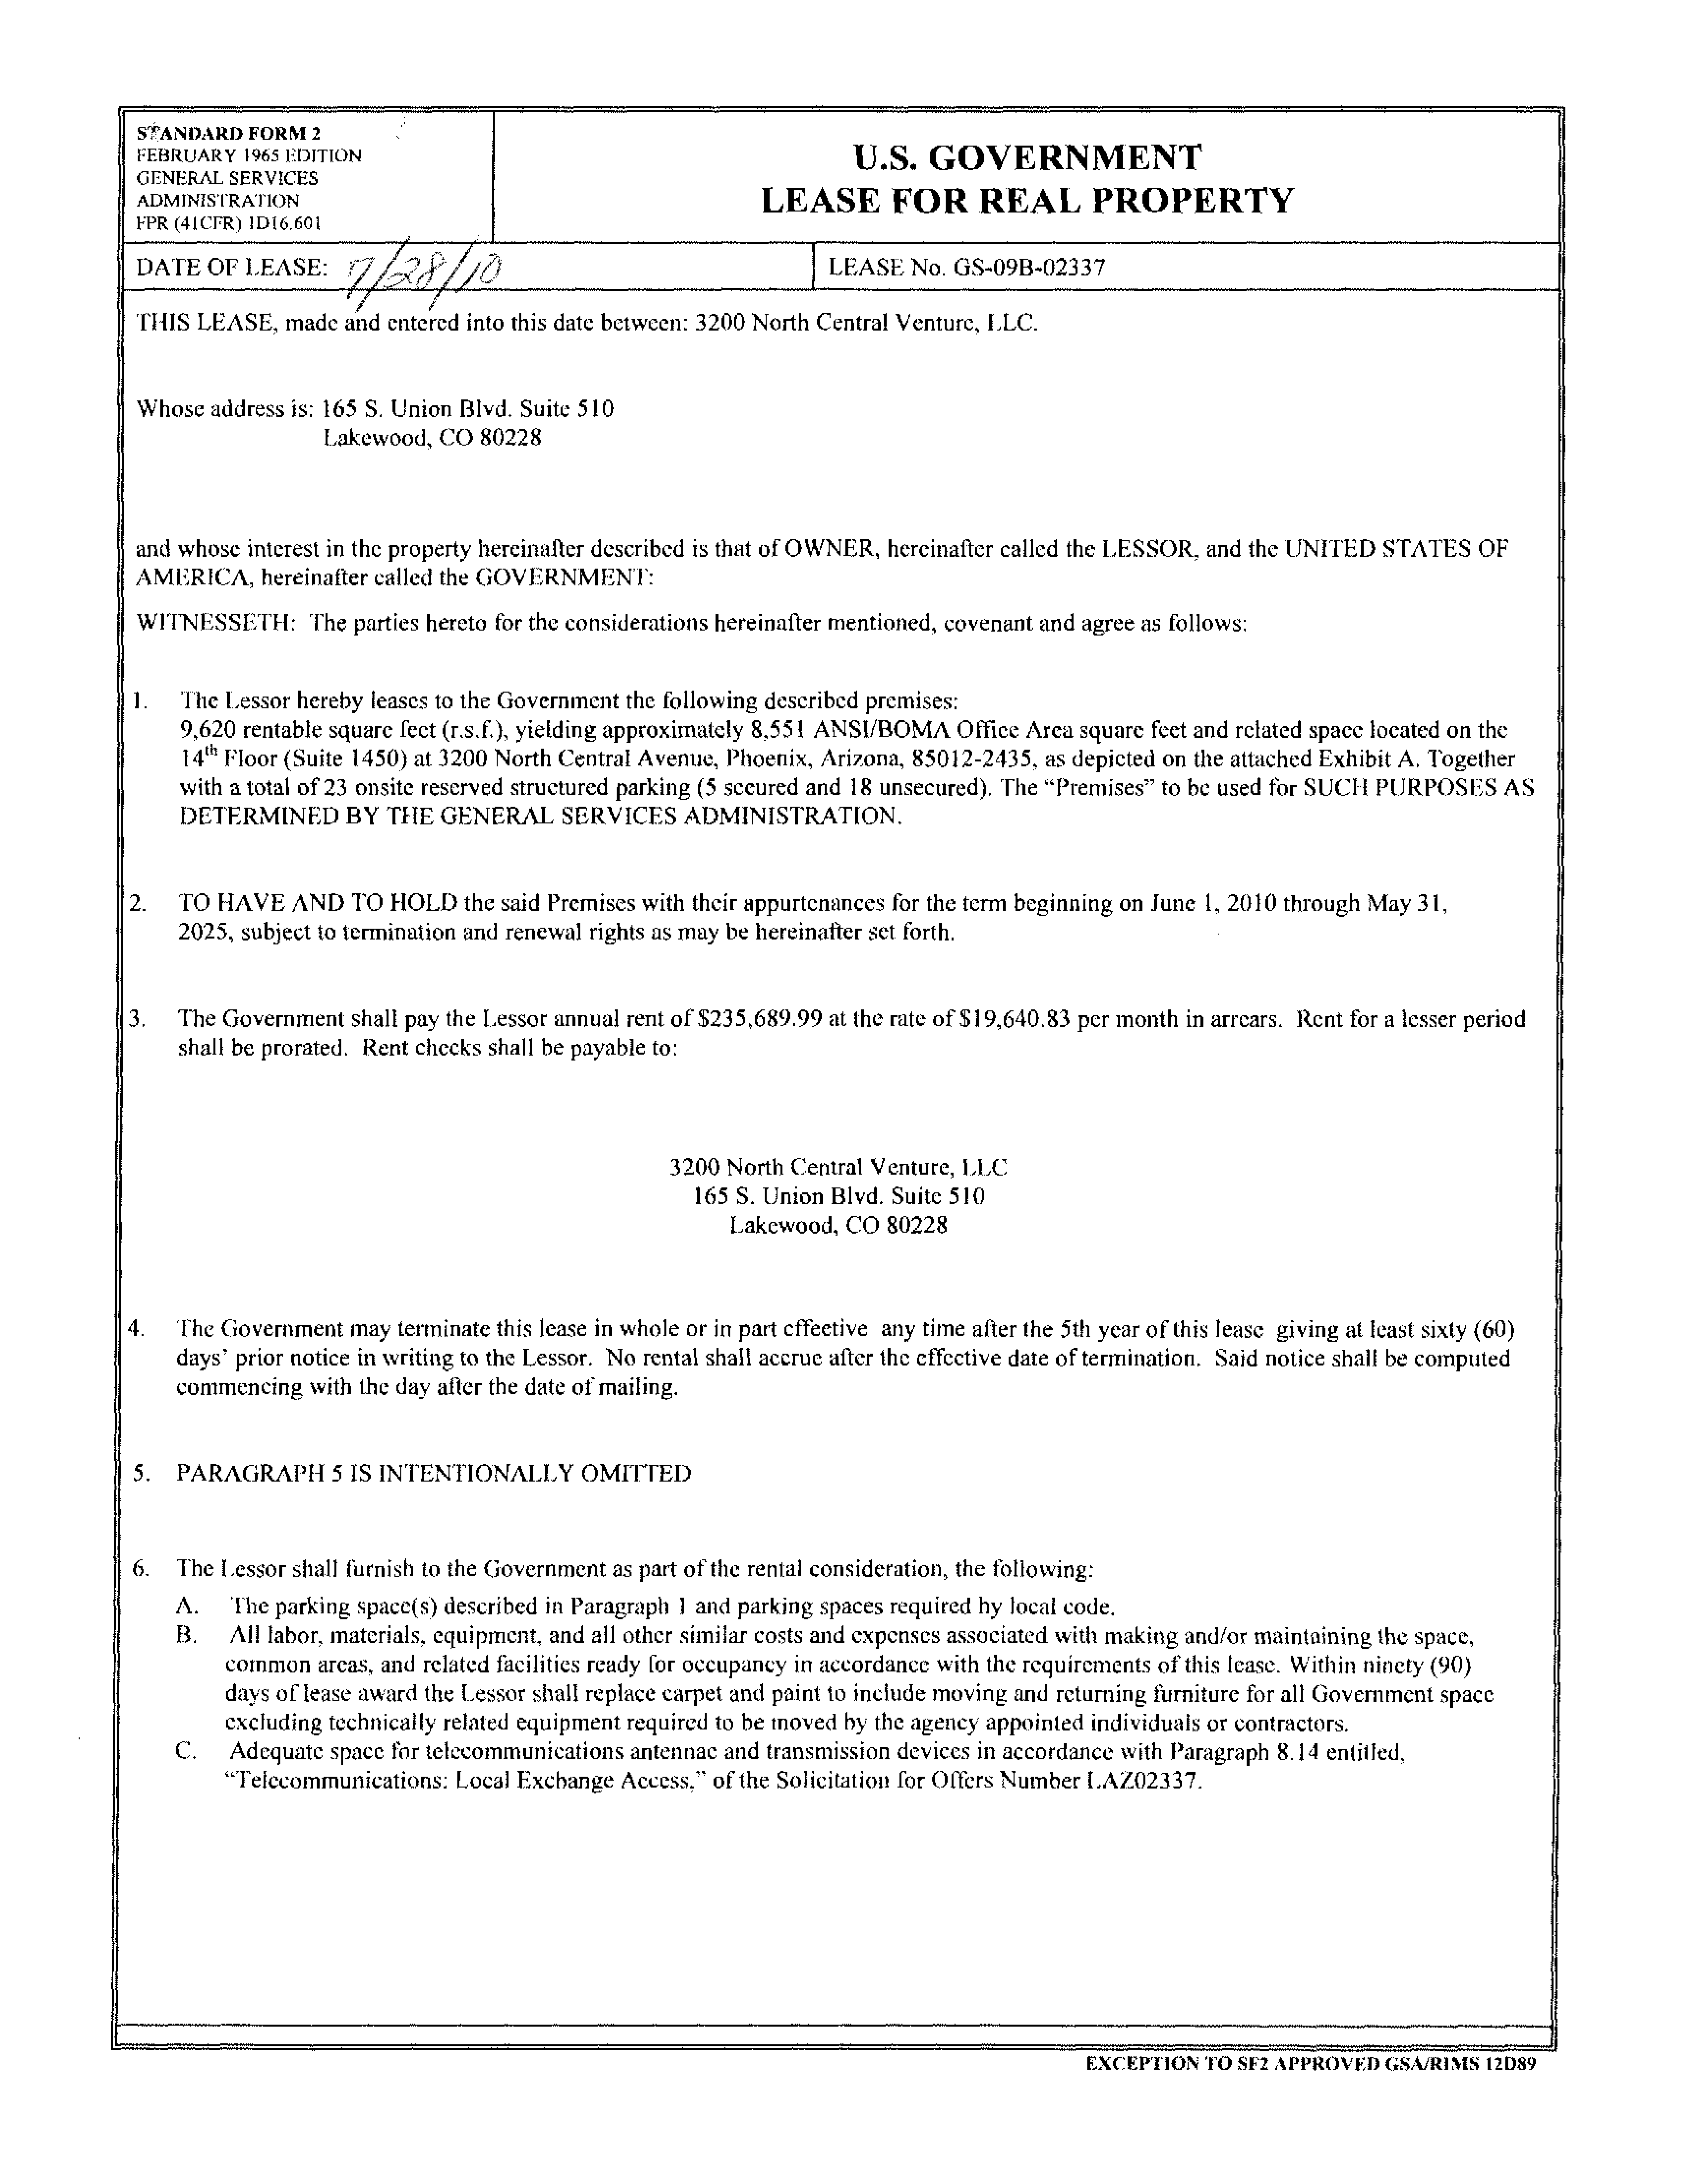 STANDARD FORM 2
FEBRUARY 1965 EDITION
GENERAL SERVICES
ADMINISTRATION
FPR (41CFR) 1D16.601
U.S. GOVERNMENT
LEASE FOR REAL PROPERTY
DATE OF LEASE: 7/28/10
LEASE No. GS-09B-02337
THIS LEASE, made and entered into this date between: 3200 North Central Venture, LLC.
Whose address is: 165 S. Union Blvd. Suite 510
Lakewood, CO 80228
and whose interest in the property hereinafter described is that of OWNER, hereinafter called the LESSOR, and the UNITED STATES OF
AMERICA, hereinafter called the GOVERNMENT:
WITNESSETH: The parties hereto for the considerations hereinafter mentioned, covenant and agree as follows:
1. The Lessor hereby leases to the Government the following described premises:
9,620 rentable square feet (r.s.f.), yielding approximately 8,551 ANSI/BOMA Office Area square feet and related space located on the
14th Floor (Suite 1450) at 3200 North Central Avenue, Phoenix, Arizona, 85012-2435, as depicted on the attached Exhibit A. Together
with a total of 23 onsite reserved structured parking (5 secured and 18 unsecured). The “Premises” to be used for SUCH PURPOSES AS
DETERMINED BY THE GENERAL SERVICES ADMINISTRATION.
2. TO HAVE AND TO HOLD the said Premises with their appurtenances for the term beginning on June 1, 2010 through May 31,
2025, subject to termination and renewal rights as may be hereinafter set forth.
3. The Government shall pay the Lessor annual rent of $235,689.99 at the rate of $19,640.83 per month in arrears. Rent for a lesser period
shall be prorated. Rent checks shall be payable to:
3200 North Central Venture, LLC
165 S. Union Blvd. Suite 510
Lakewood, CO 80228
4. The Government may terminate this lease in whole or in part effective any time after the 5th year of this lease giving at least sixty (60)
days’ prior notice in writing to the Lessor. No rental shall accrue after the effective date of termination. Said notice shall be computed
commencing with the day after the date of mailing.
5. PARAGRAPH 5 IS INTENTIONALLY OMITTED
6. The Lessor shall furnish to the Government as part of the rental consideration, the following:
A. The parking space(s) described in Paragraph 1 and parking spaces required by local code.
B. All labor, materials, equipment, and all other similar costs and expenses associated with making and/or maintaining the space,
common areas, and related facilities ready for occupancy in accordance with the requirements of this lease. Within ninety (90)
days of lease award the Lessor shall replace carpet and paint to include moving and returning furniture for all Government space
excluding technically related equipment required to be moved by the agency appointed individuals or contractors.
C. Adequate space for telecommunications antennae and transmission devices in accordance with Paragraph 8.14 entitled,
“Telecommunications: Local Exchange Access,” of the Solicitation for Offers Number LAZ02337.
EXCEPTION TO SF2 APPROVED GSA/RIMS 12D89